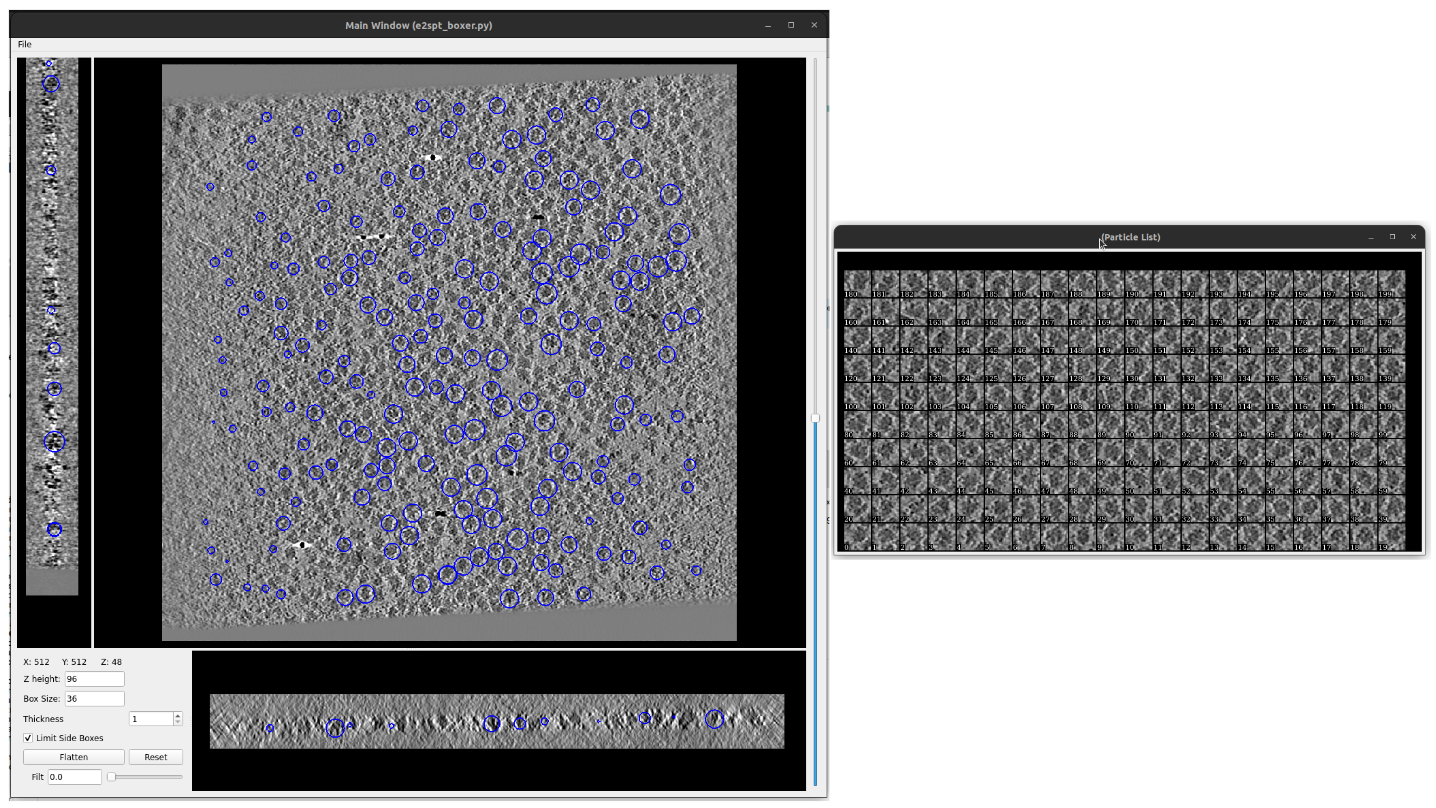 Main Window (e2spt_boxer.py)
File
X: 512 Y: 512 Z: 48
Z height: 96
Box Size: 36
Thickness 1
Limit Side Boxes
Flatten Reset
Filt 0.0
(Particle List)
180 181 182 183 184 185 186 187 188 189 190 191 192 193 194 195 196 197 198 199
160 161 162 163 164 165 166 167 168 169 170 171 172 173 174 175 176 177 178 179
140 141 142 143 144 145 146 147 148 149 150 151 152 153 154 155 156 157 158 159
120 121 122 123 124 125 126 127 128 129 130 131 132 133 134 135 136 137 138 139
100 101 102 103 104 105 106 107 108 109 110 111 112 113 114 115 116 117 118 119
80 81 82 83 84 85 86 87 88 89 90 91 92 93 94 95 96 97 98 99
60 61 62 63 64 65 66 67 68 69 70 71 72 73 74 75 76 77 78 79
40 41 42 43 44 45 46 47 48 49 50 51 52 53 54 55 56 57 58 59
20 21 22 23 24 25 26 27 28 29 30 31 32 33 34 35 36 37 38 39
0 1 2 3 4 5 6 7 8 9 10 11 12 13 14 15 16 17 18 19